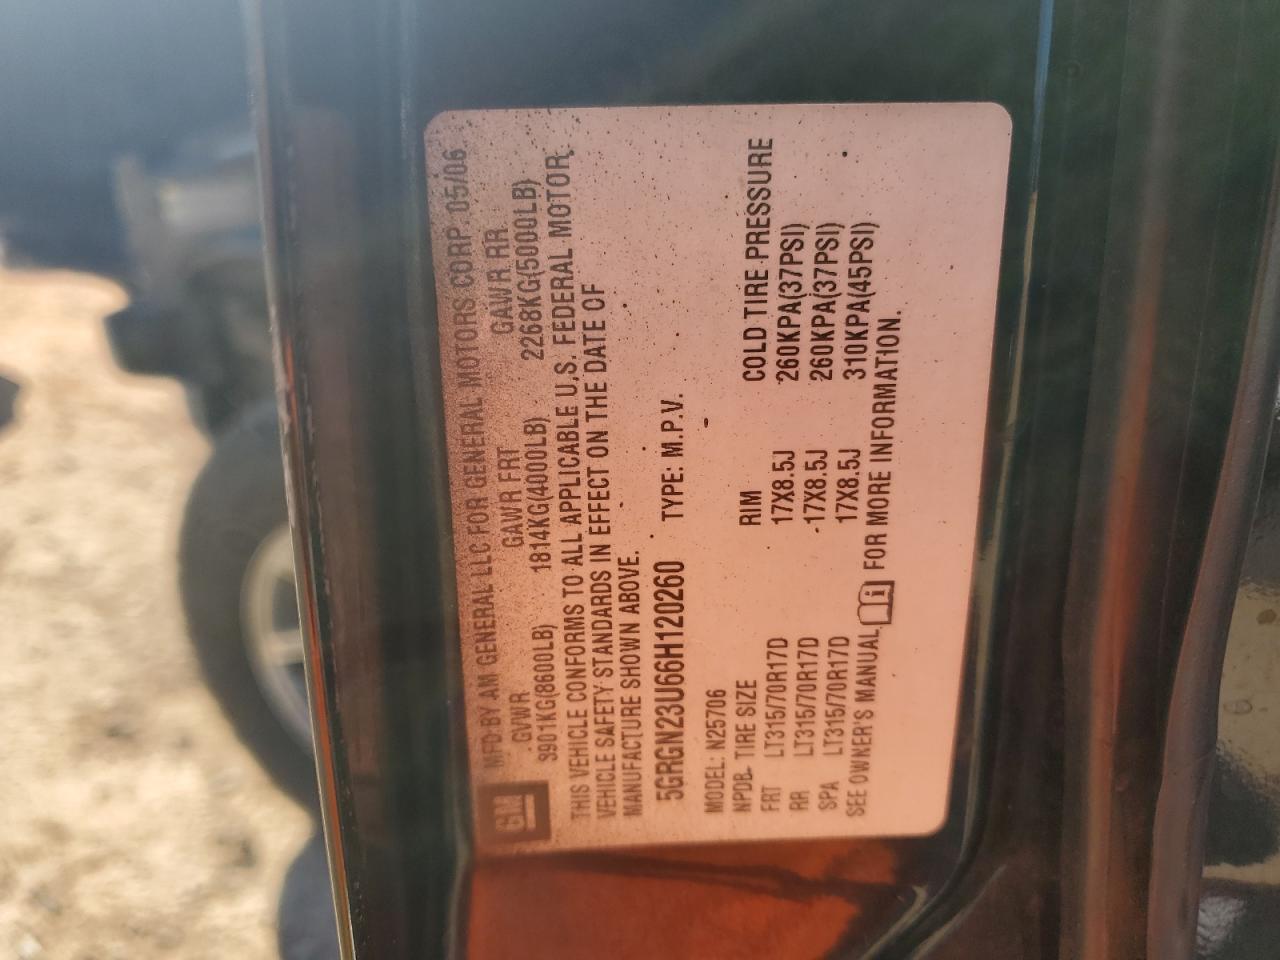 GM
MFD BY AM GENERAL LLC FOR GENERAL MOTORS CORP 05/06
GVWR GAWR FRT GAWR RR
3901KG(8600LB) 1814KG(4000LB) 2268KG(5000LB)
THIS VEHICLE CONFORMS TO ALL APPLICABLE U.S. FEDERAL MOTOR
VEHICLE SAFETY STANDARDS IN EFFECT ON THE DATE OF
MANUFACTURE SHOWN ABOVE.
5GRGN23U66H120260 TYPE: M.P.V.
MODEL: N25706
NPDB TIRE SIZE RIM COLD TIRE PRESSURE
FRT LT315/70R17D 17X8.5J 260KPA(37PSI)
RR LT315/70R17D 17X8.5J 260KPA(37PSI)
SPA LT315/70R17D 17X8.5J 310KPA(45PSI)
SEE OWNER'S MANUAL FOR MORE INFORMATION.